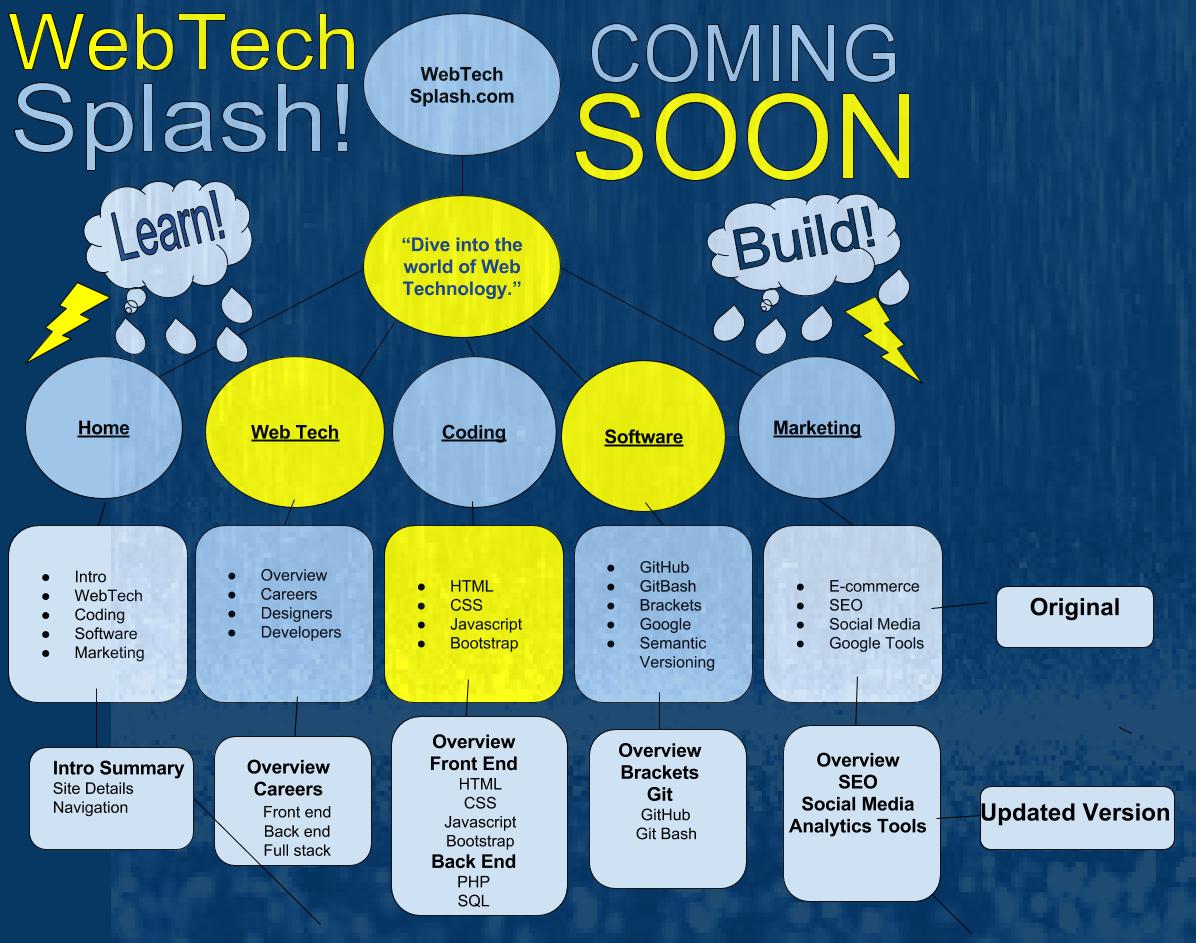 WebTech
Splash!
WebTech
Splash.com
COMING
SOON
Learn!
Build!
“Dive into the
world of Web
Technology.”
Home
Web Tech
Coding
Software
Marketing
● Intro
● WebTech
● Coding
● Software
● Marketing
● Overview
● Careers
● Designers
● Developers
● HTML
● CSS
● Javascript
● Bootstrap
● GitHub
● GitBash
● Brackets
● Google
● Semantic
Versioning
● E-commerce
● SEO
● Social Media
● Google Tools
Original
Intro Summary
Site Details
Navigation
Overview
Careers
Front end
Back end
Full stack
Overview
Front End
HTML
CSS
Javascript
Bootstrap
Back End
PHP
SQL
Overview
Brackets
Git
GitHub
Git Bash
Overview
SEO
Social Media
Analytics Tools
Updated Version